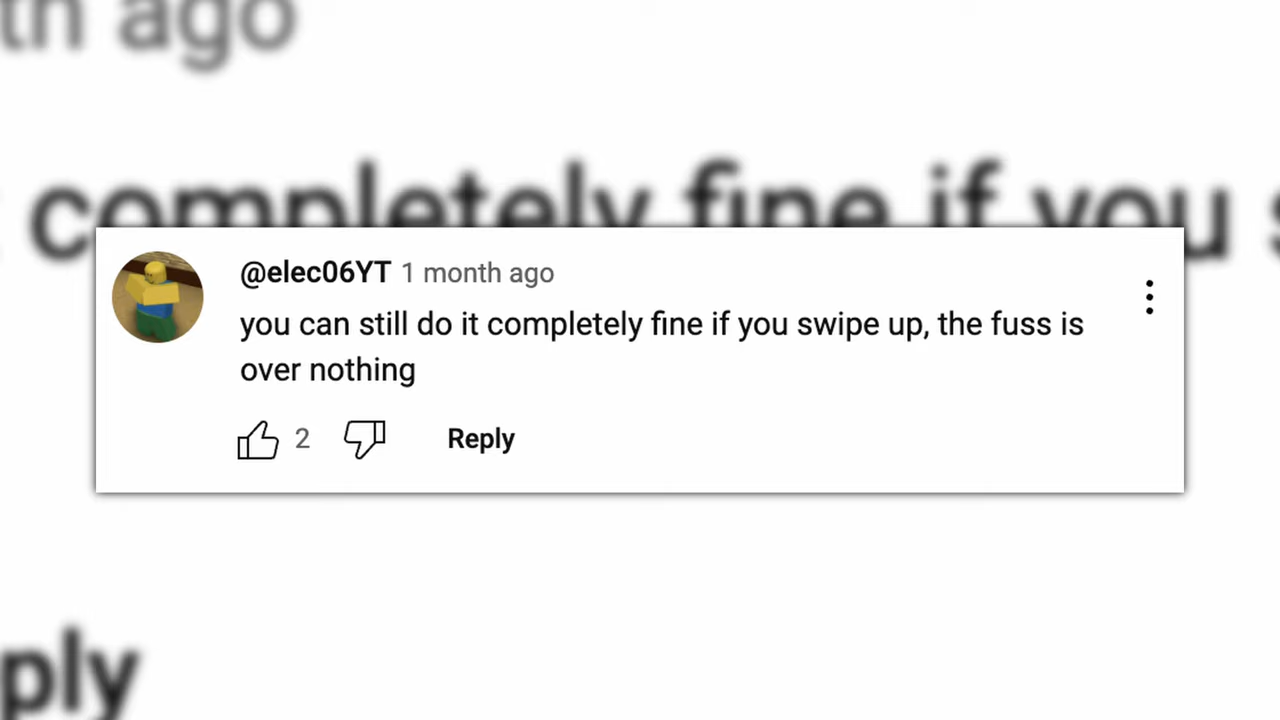 th ago
completely fine if you s
@elec06YT 1 month ago
you can still do it completely fine if you swipe up, the fuss is
over nothing
2 Reply
ply